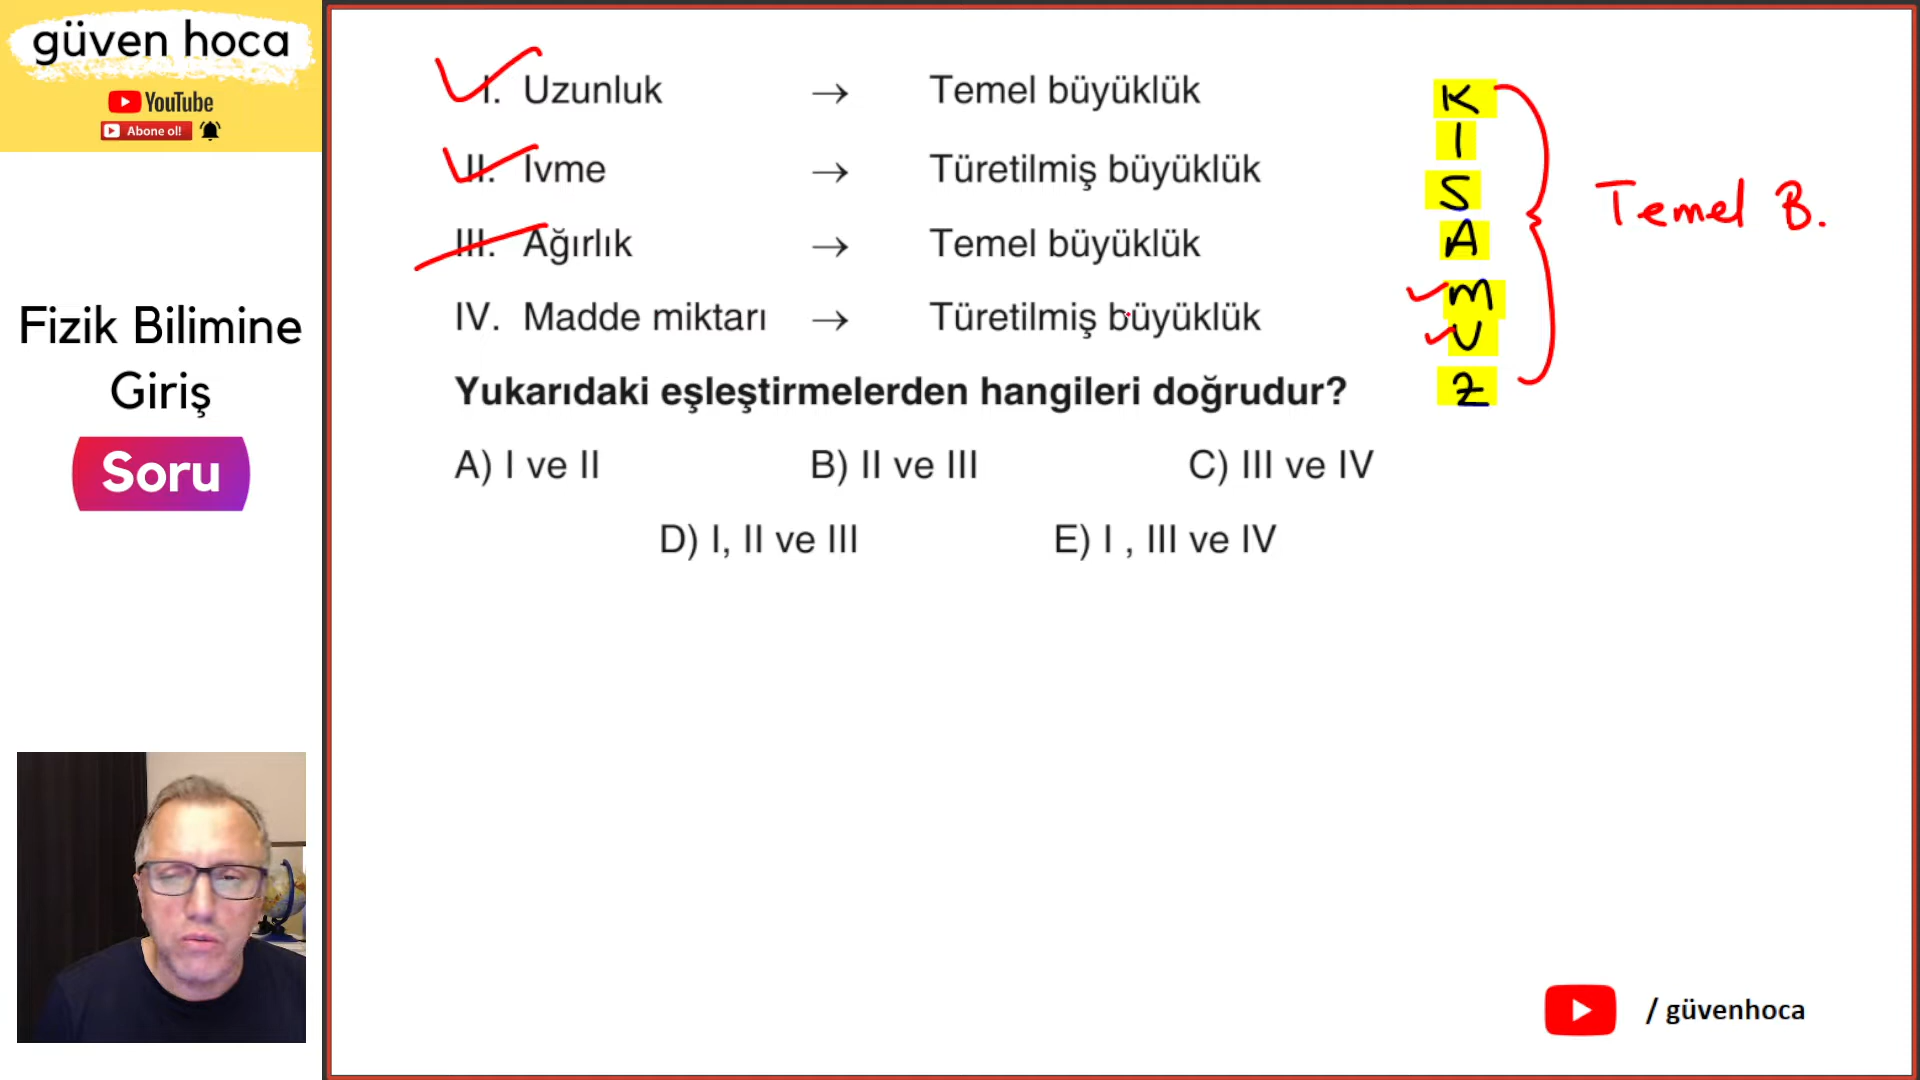 güven hoca
YouTube
Abone ol!
Fizik Bilimine
Giriş
Soru
I. Uzunluk → Temel büyüklük
II. İvme → Türetilmiş büyüklük
III. Ağırlık → Temel büyüklük
IV. Madde miktarı → Türetilmiş büyüklük
Yukarıdaki eşleştirmelerden hangileri doğrudur?
A) I ve II B) II ve III C) III ve IV
D) I, II ve III E) I , III ve IV
K
I
S
A
M
U
Z
Temel B.
/ güvenhoca